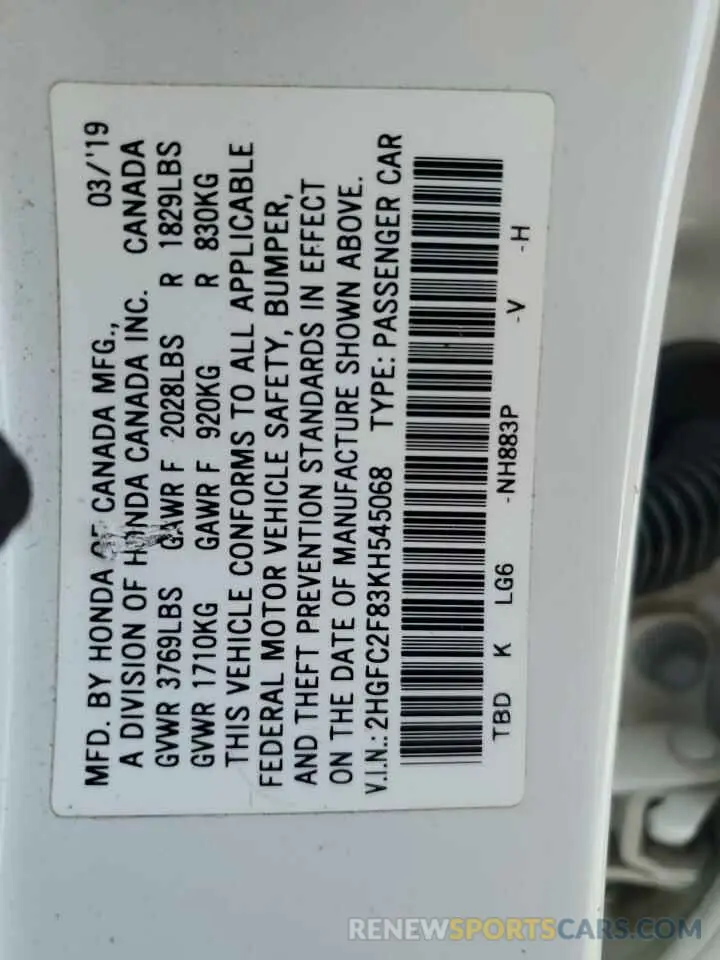 MFD. BY HONDA OF CANADA MFG., 03/'19
A DIVISION OF HONDA CANADA INC. CANADA
GVWR 3769LBS GAWR F 2028LBS R 1829LBS
GVWR 1710KG GAWR F 920KG R 830KG
THIS VEHICLE CONFORMS TO ALL APPLICABLE
FEDERAL MOTOR VEHICLE SAFETY, BUMPER,
AND THEFT PREVENTION STANDARDS IN EFFECT
ON THE DATE OF MANUFACTURE SHOWN ABOVE.
V.I.N.: 2HGFC2F83KH545068 TYPE: PASSENGER CAR
TBD K LG6 -NH883P -V -H
RENEWSPORTSCARS.COM